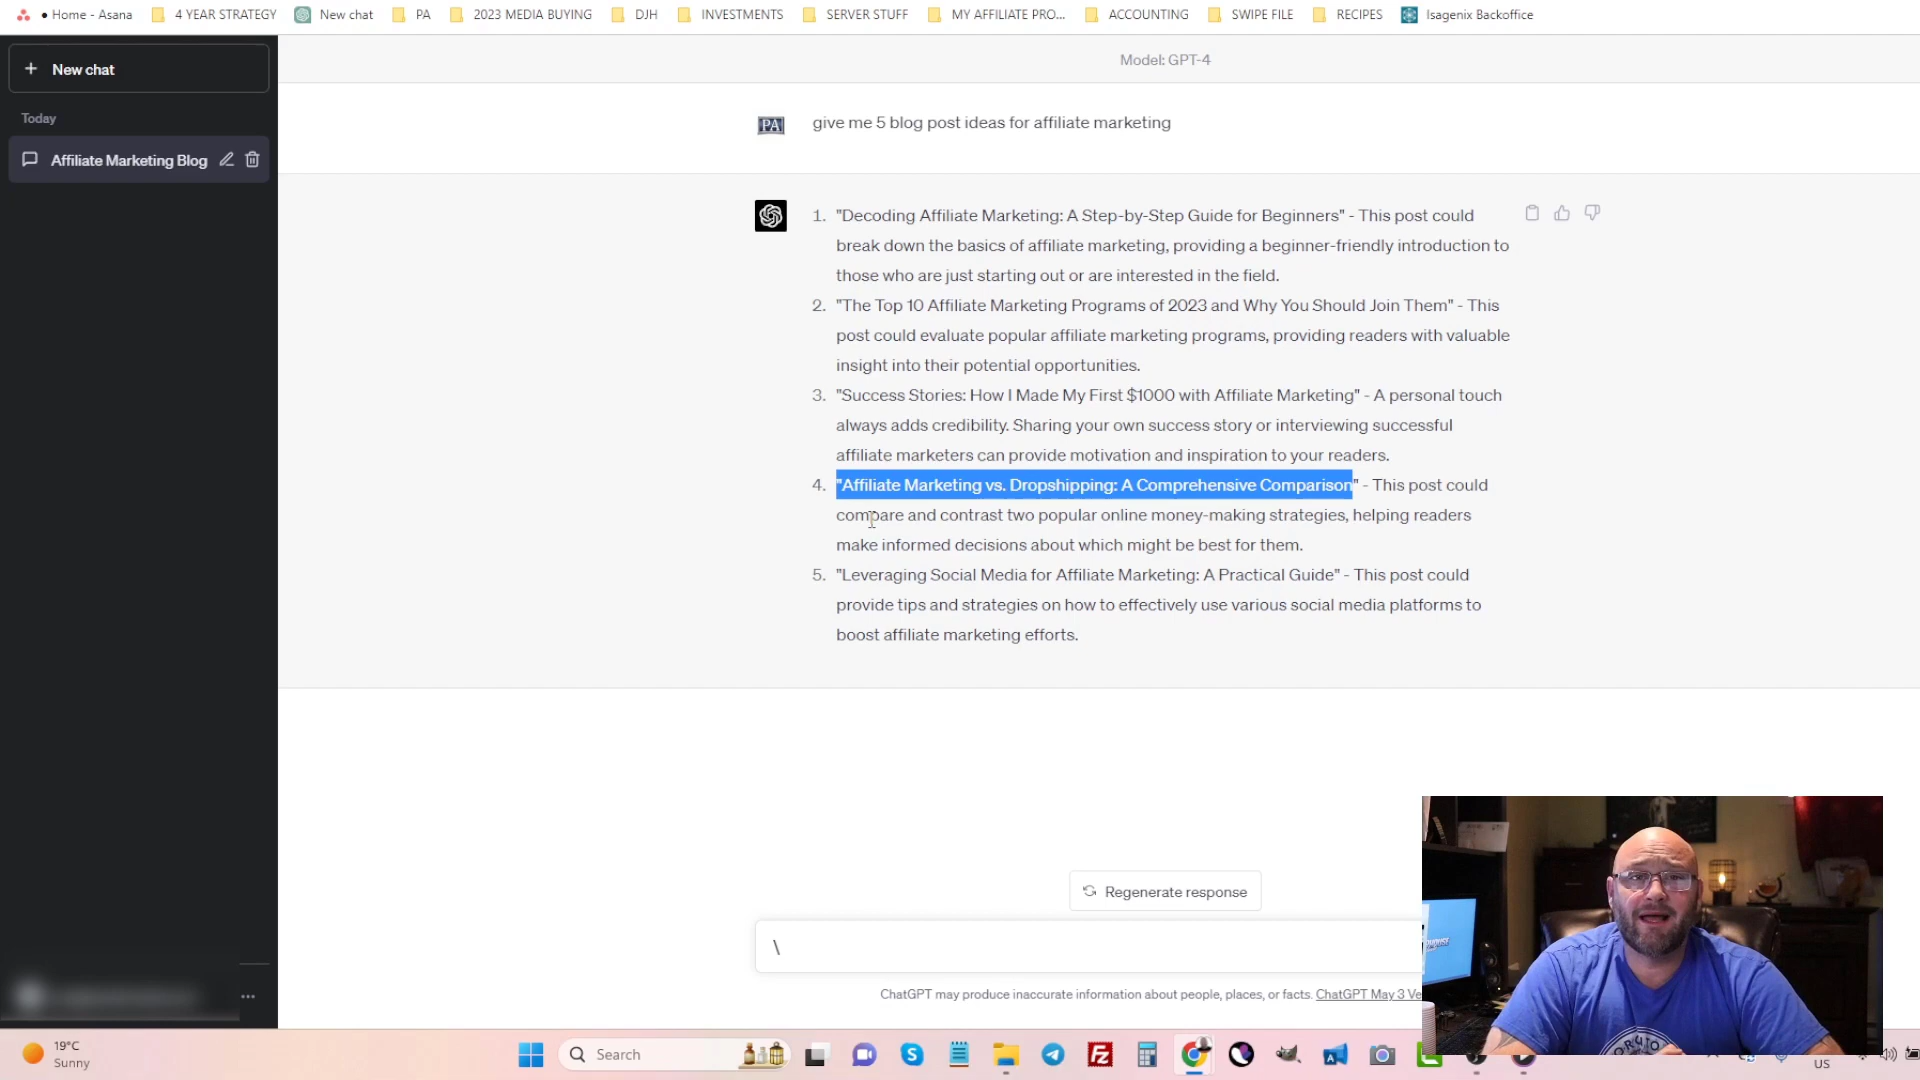 Home - Asana 4 YEAR STRATEGY New chat PA 2023 MEDIA BUYING DJH INVESTMENTS SERVER STUFF MY AFFILIATE PRO... ACCOUNTING SWIPE FILE RECIPES Isagenix Backoffice
+ New chat
Model: GPT-4
Today
Affiliate Marketing Blog
PA give me 5 blog post ideas for affiliate marketing
1. "Decoding Affiliate Marketing: A Step-by-Step Guide for Beginners" - This post could
break down the basics of affiliate marketing, providing a beginner-friendly introduction to
those who are just starting out or are interested in the field.
2. "The Top 10 Affiliate Marketing Programs of 2023 and Why You Should Join Them" - This
post could evaluate popular affiliate marketing programs, providing readers with valuable
insight into their potential opportunities.
3. "Success Stories: How I Made My First $1000 with Affiliate Marketing" - A personal touch
always adds credibility. Sharing your own success story or interviewing successful
affiliate marketers can provide motivation and inspiration to your readers.
4. "Affiliate Marketing vs. Dropshipping: A Comprehensive Comparison" - This post could
compare and contrast two popular online money-making strategies, helping readers
make informed decisions about which might be best for them.
5. "Leveraging Social Media for Affiliate Marketing: A Practical Guide" - This post could
provide tips and strategies on how to effectively use various social media platforms to
boost affiliate marketing efforts.
Regenerate response
\
ChatGPT may produce inaccurate information about people, places, or facts. ChatGPT May 3 Ve
19°C
Sunny
Search
US